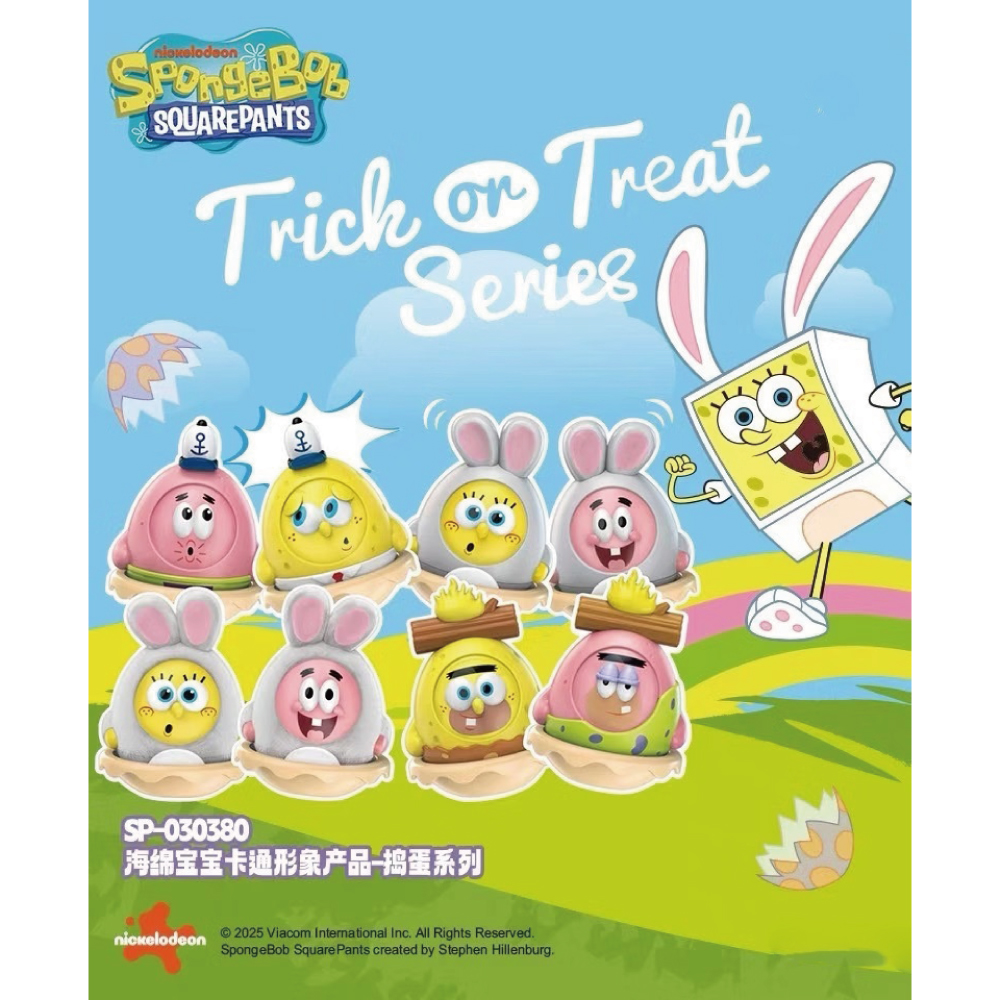 nickelodeon
SPONGEBOB
SQUAREPANTS
Trick or Treat
Series
SP-030380
海绵宝宝卡通形象产品-捣蛋系列
nickelodeon
© 2025 Viacom International Inc. All Rights Reserved.
SpongeBob SquarePants created by Stephen Hillenburg.